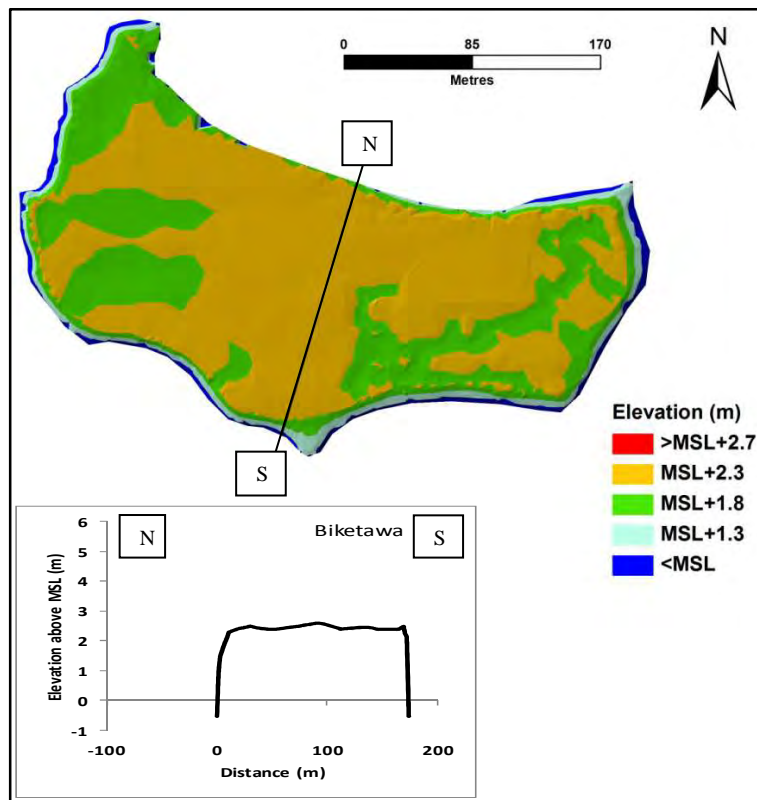 0 85 170
Metres
N
N
S
Elevation (m)
>MSL+2.7
MSL+2.3
MSL+1.8
MSL+1.3
<MSL
N
Biketawa
S
Elevation above MSL (m)
6
5
4
3
2
1
0
-1
-100 0 100 200
Distance (m)